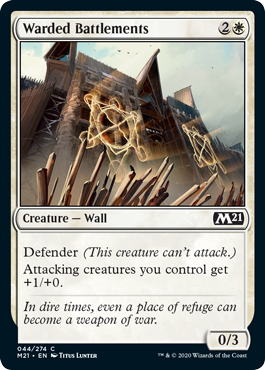 Warded Battlements 2
Creature — Wall M21
Defender (This creature can't attack.)
Attacking creatures you control get
+1/+0.
In dire times, even a place of refuge can
become a weapon of war.
0/3
044/274 C
M21 • EN Titus Lunter ™ & © 2020 Wizards of the Coast